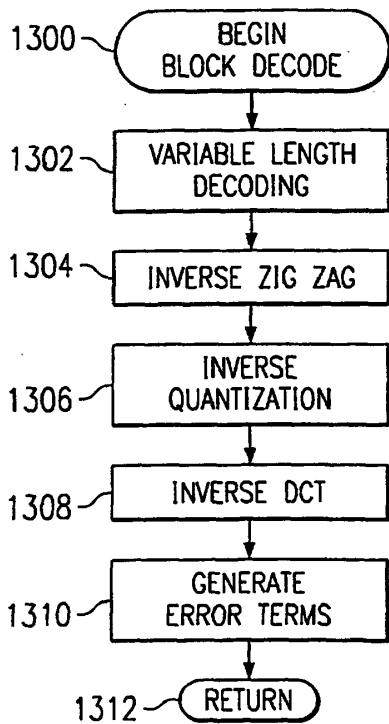 1300
BEGIN
BLOCK DECODE
1302
VARIABLE LENGTH
DECODING
1304
INVERSE ZIG ZAG
1306
INVERSE
QUANTIZATION
1308
INVERSE DCT
1310
GENERATE
ERROR TERMS
1312
RETURN